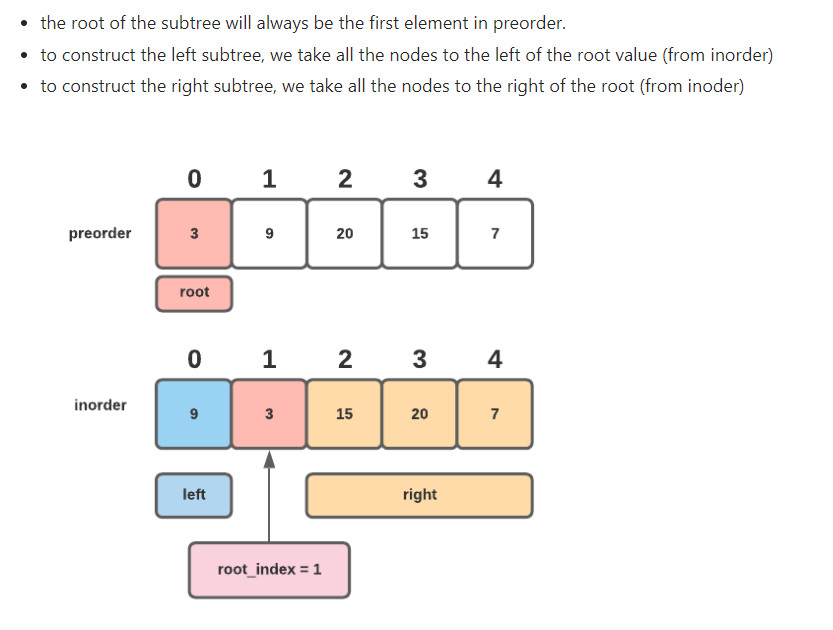 • the root of the subtree will always be the first element in preorder.
• to construct the left subtree, we take all the nodes to the left of the root value (from inorder)
• to construct the right subtree, we take all the nodes to the right of the root (from inoder)
0 1 2 3 4
preorder 3 9 20 15 7
root
0 1 2 3 4
inorder 9 3 15 20 7
left right
root_index = 1